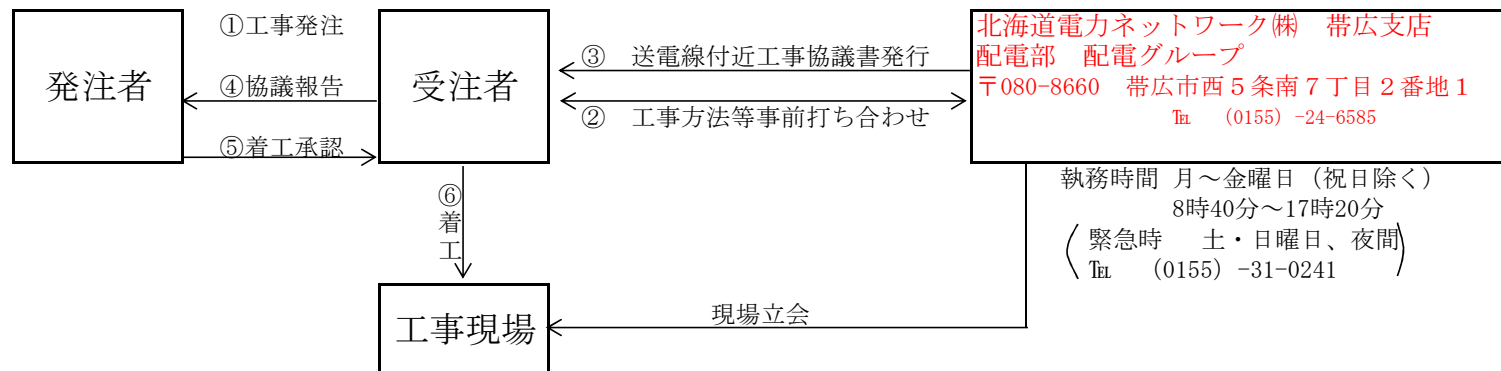 ①工事発注
発注者
④協議報告
⑤着工承認
受注者
③　送電線付近工事協議書発行
②　工事方法等事前打ち合わせ
北海道電力ネットワーク㈱　帯広支店
配電部　配電グループ
〒080-8660　帯広市西５条南７丁目２番地１
℡　（0155）-24-6585
執務時間 月～金曜日（祝日除く）
8時40分～17時20分
緊急時　土・日曜日、夜間
℡　（0155）-31-0241
⑥着工
工事現場
現場立会